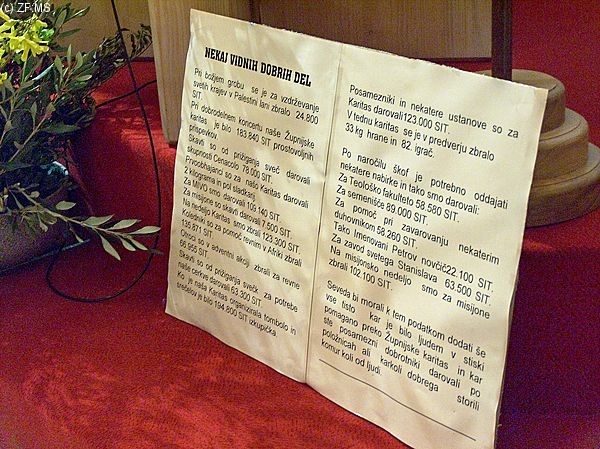 (c) ZF.MS
NEKAJ VIDNIH DOBRIH DEL
Pri božjem grobu se je za vzdrževanje
svetih krajev v Palestini lani zbralo 24.800
SIT.
Pri dobrodelnem koncertu naše Župnijske
karitas je bilo 183.840 SIT prostovoljnih
prispevkov.
Skavti so od prižiganja sveč darovali
skupnosti Cenacolo 78.000 SIT.
Prvoobhajanci so za našo Karitas darovali
2 kilograma in pol sladkarij.
Za MIVO smo darovali 166.140 SIT.
Za misijone so skavti darovali 7.500 SIT.
Na nedeljo Karitas smo zbrali 123.300 SIT.
Koledniki so za pomoč revnim v Afriki zbrali
135.871 SIT.
Otroci so v adventni akciji zbrali za revne
66.955 SIT.
Skavti so od prižiganja svečk za potrebe
naše cerkve darovali 63.300 SIT.
Ko je naša Karitas organizirala tombolo in
srečelov je bilo 194.800 SIT izkupička.
Posamezniki in nekatere ustanove so za
Karitas darovali 123.000 SIT.
V tednu karitas se je v predverju zbralo
33 kg hrane in 82. igrač.
Po naročilu škof je potrebno oddajati
nekatere nabirke in tako smo darovali:
Za Teološko fakulteto 58.580 SIT.
Za semenišče 89.000 SIT.
Za pomoč pri zavarovanju nekaterim
duhovnikom 58.260 SIT.
Tako Imenovani Petrov novčič 22.100 SIT.
Za zavod svetega Stanislava 63.500 SIT.
Na misijonsko nedeljo smo za misijone
zbrali 102.100 SIT.
Seveda bi morali k tem podatkom dodati še
vse tisto kar je bilo ljudem v stiski
pomagano preko Župnijske karitas in kar
ste posamezni dobrotniki darovali po
položnicah ali karkoli dobrega storili
komur koli od ljudi.